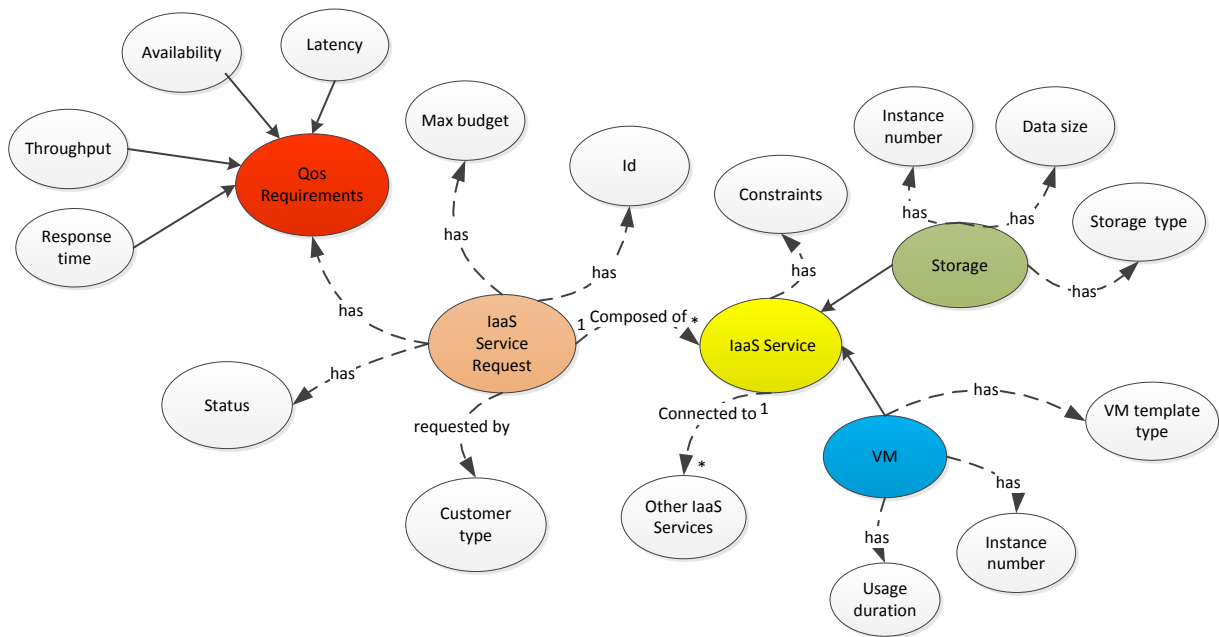 Availability
Latency
Throughput
Qos
Requirements
Response
time
Max budget
Id
Constraints
Instance
number
Data size
Storage  type
Storage
has
has
has
has
has
has
has
has
IaaS
Service
Request
1
Composed of
*
IaaS Service
Status
requested by
Customer
type
Connected to
1
*
Other IaaS
Services
VM
has
VM template
type
has
Instance
number
has
Usage
duration